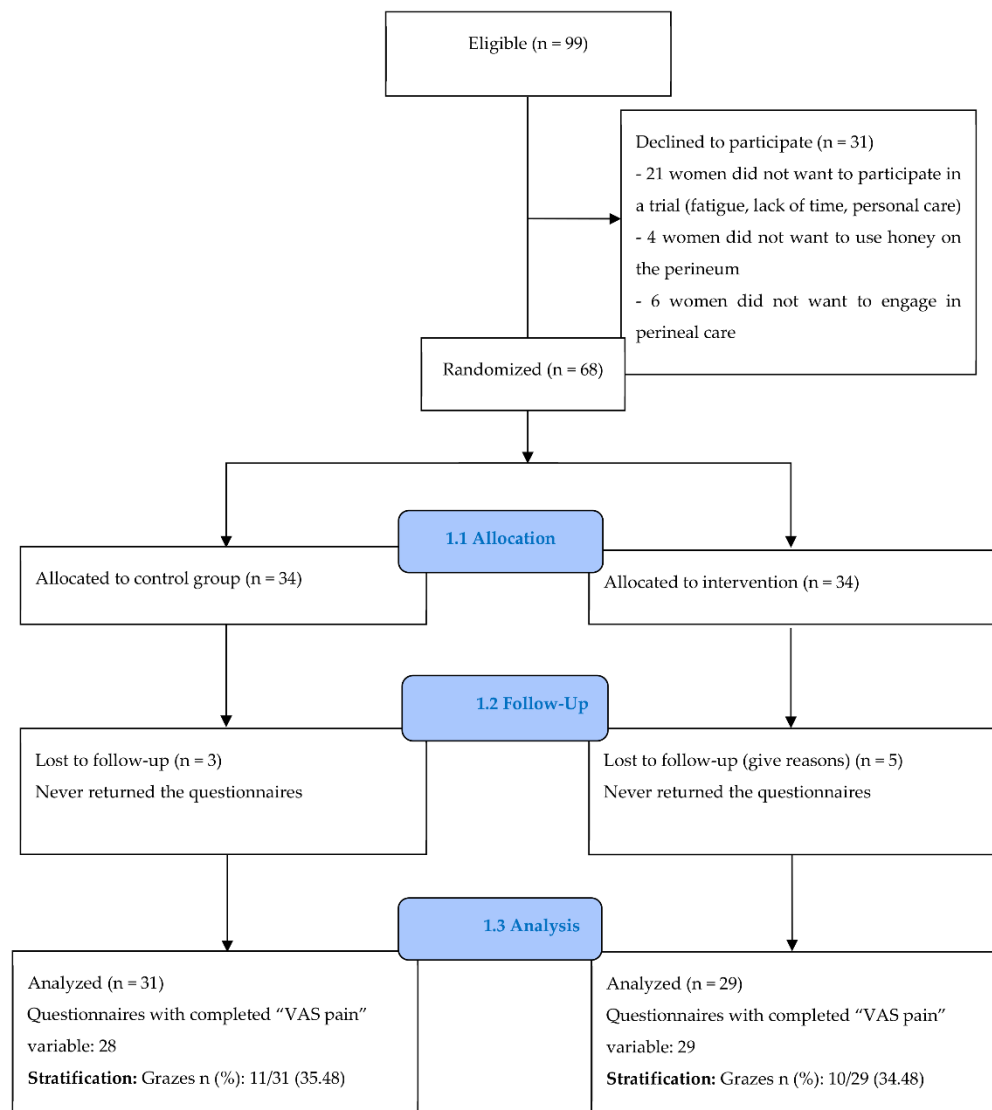 Eligible (n = 99)
Declined to participate (n = 31)
- 21 women did not want to participate in
a trial (fatigue, lack of time, personal care)
- 4 women did not want to use honey on
the perineum
- 6 women did not want to engage in
perineal care
Randomized (n = 68)
1.1 Allocation
Allocated to control group (n = 34)
Allocated to intervention (n = 34)
1.2 Follow-Up
Lost to follow-up (n = 3)
Never returned the questionnaires
Lost to follow-up (give reasons) (n = 5)
Never returned the questionnaires
1.3 Analysis
Analyzed (n = 31)
Questionnaires with completed “VAS pain”
variable: 28
Stratification: Grazes n (%): 11/31 (35.48)
Analyzed (n = 29)
Questionnaires with completed “VAS pain”
variable: 29
Stratification: Grazes n (%): 10/29 (34.48)